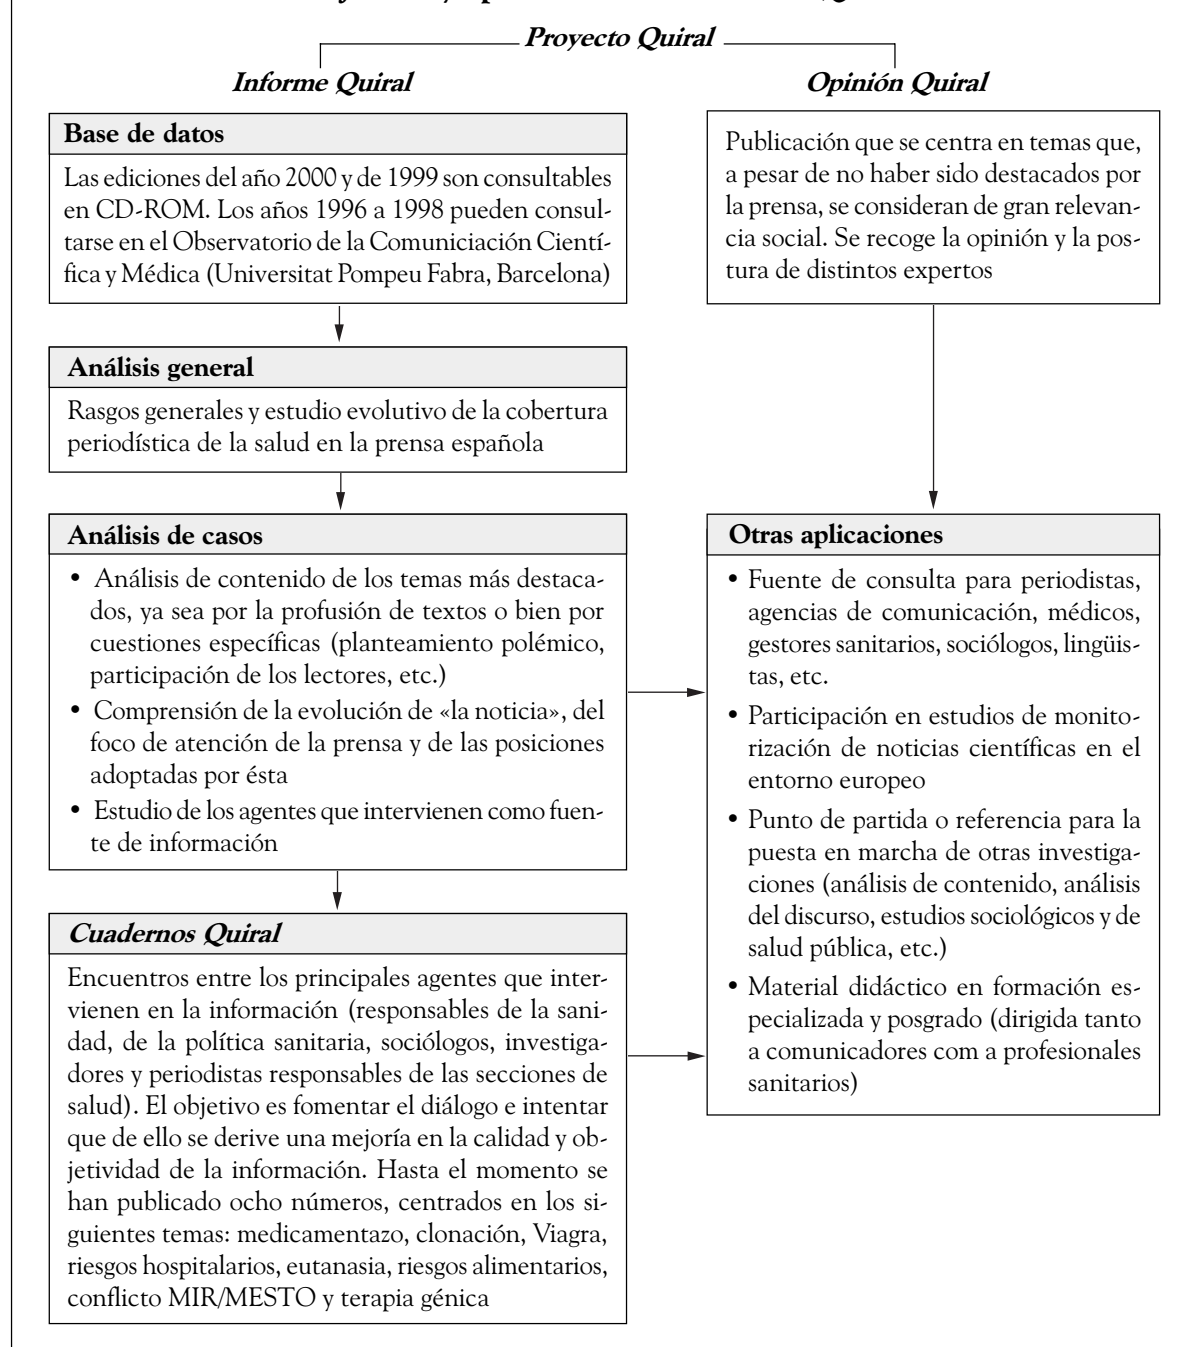 Proyecto Quiral
Informe Quiral
Base de datos
Las ediciones del año 2000 y de 1999 son consultables
en CD-ROM. Los años 1996 a 1998 pueden consul-
tarse en el Observatorio de la Comuniciación Cientí-
fica y Médica (Universitat Pompeu Fabra, Barcelona)
Análisis general
Rasgos generales y estudio evolutivo de la cobertura
periodística de la salud en la prensa española
Análisis de casos
• Análisis de contenido de los temas más destaca-
dos, ya sea por la profusión de textos o bien por
cuestiones específicas (planteamiento polémico,
participación de los lectores, etc.)
• Comprensión de la evolución de «la noticia», del
foco de atención de la prensa y de las posiciones
adoptadas por ésta
• Estudio de los agentes que intervienen como fuen-
te de información
Cuadernos Quiral
Encuentros entre los principales agentes que inter-
vienen en la información (responsables de la sani-
dad, de la política sanitaria, sociólogos, investiga-
dores y periodistas responsables de las secciones de
salud). El objetivo es fomentar el diálogo e intentar
que de ello se derive una mejoría en la calidad y ob-
jetividad de la información. Hasta el momento se
han publicado ocho números, centrados en los si-
guientes temas: medicamentazo, clonación, Viagra,
riesgos hospitalarios, eutanasia, riesgos alimentarios,
conflicto MIR/MESTO y terapia génica
Opinión Quiral
Publicación que se centra en temas que,
a pesar de no haber sido destacados por
la prensa, se consideran de gran relevan-
cia social. Se recoge la opinión y la pos-
tura de distintos expertos
Otras aplicaciones
• Fuente de consulta para periodistas,
agencias de comunicación, médicos,
gestores sanitarios, sociólogos, lingüis-
tas, etc.
• Participación en estudios de monito-
rización de noticias científicas en el
entorno europeo
• Punto de partida o referencia para la
puesta en marcha de otras investiga-
ciones (análisis de contenido, análisis
del discurso, estudios sociológicos y de
salud pública, etc.)
• Material didáctico en formación es-
pecializada y posgrado (dirigida tanto
a comunicadores com a profesionales
sanitarios)